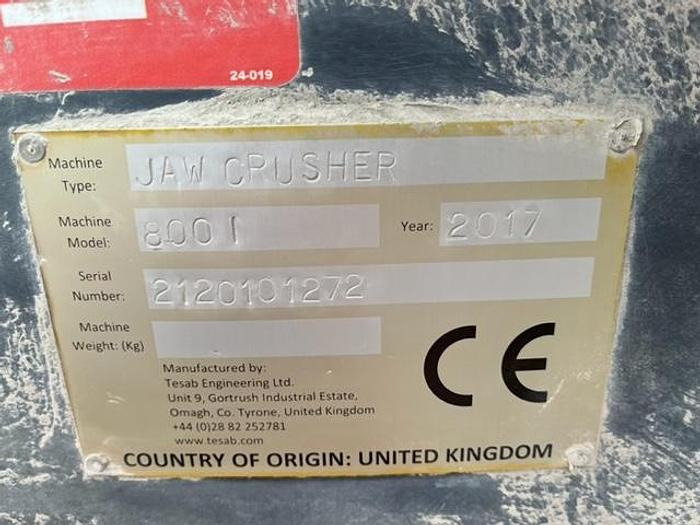 24-019
Machine Type: JAW CRUSHER
Machine Model: 800I Year: 2017
Serial Number: 2120101272
Machine Weight: (Kg)
Manufactured by:
Tesab Engineering Ltd.
Unit 9, Gortrush Industrial Estate,
Omagh, Co. Tyrone, United Kingdom
+44 (0)28 82 252781
www.tesab.com
CE
COUNTRY OF ORIGIN: UNITED KINGDOM